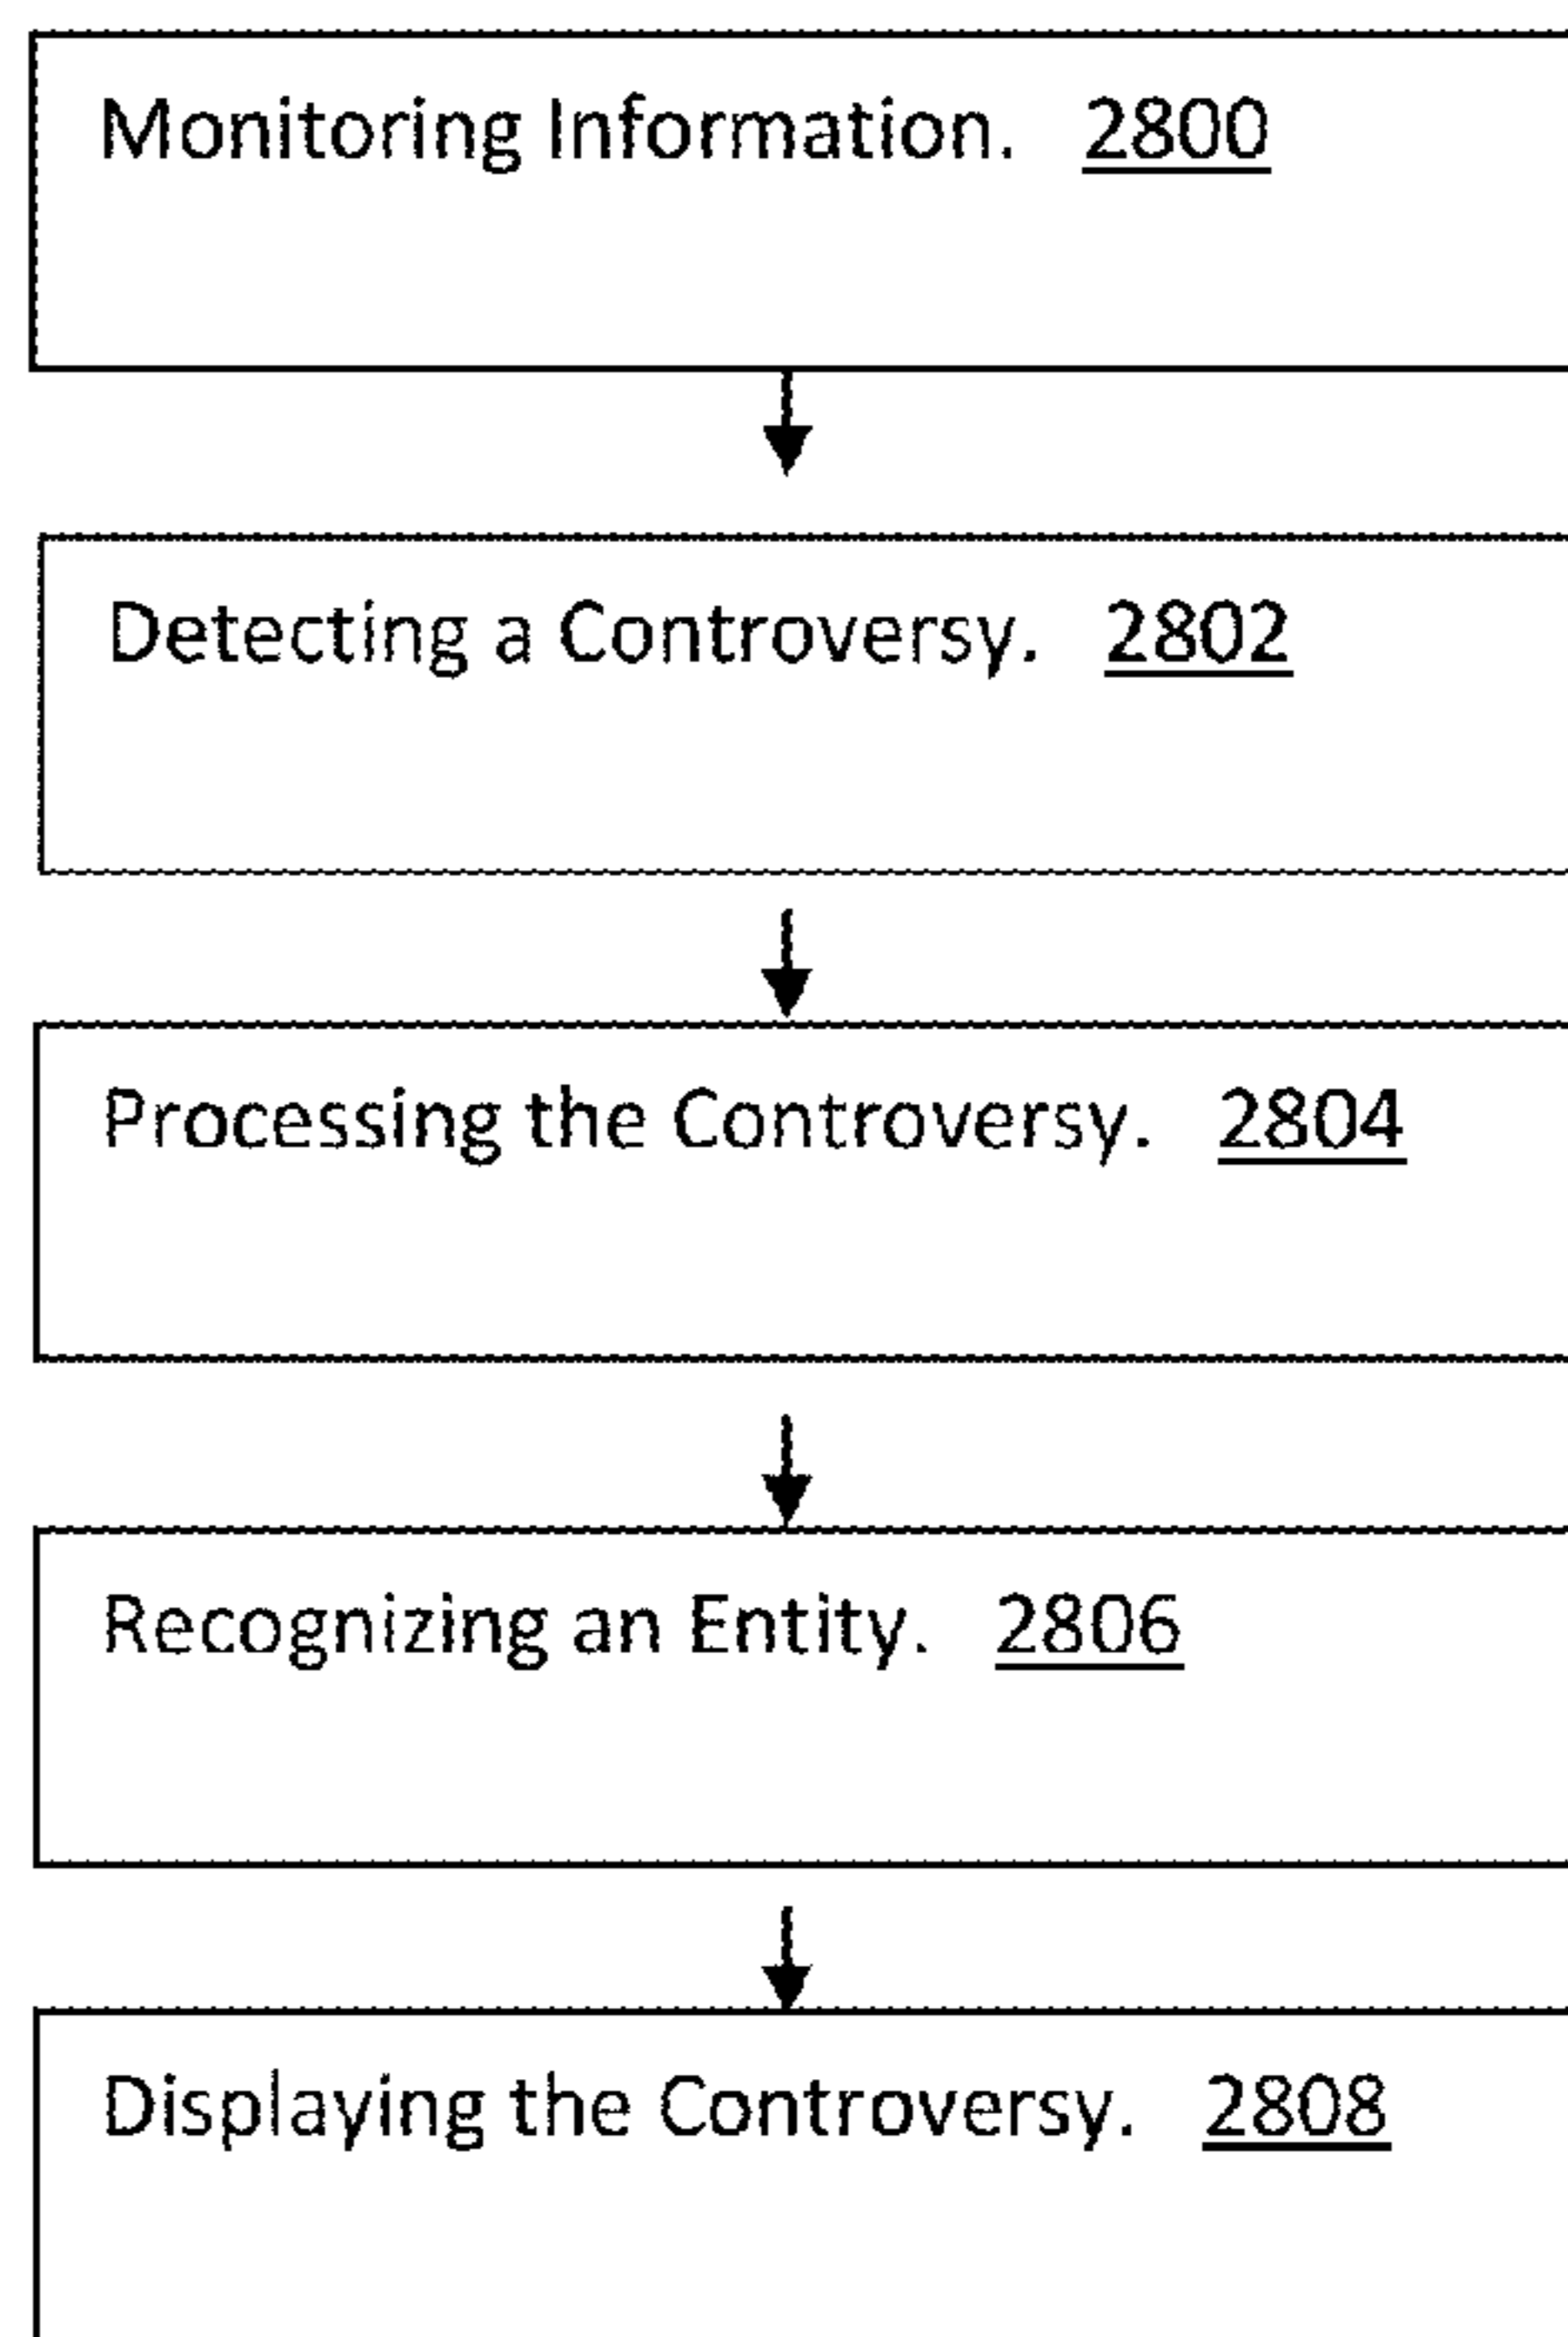 Monitoring Information. 2800
Detecting a Controversy. 2802
Processing the Controversy. 2804
Recognizing an Entity. 2806
Displaying the Controversy. 2808